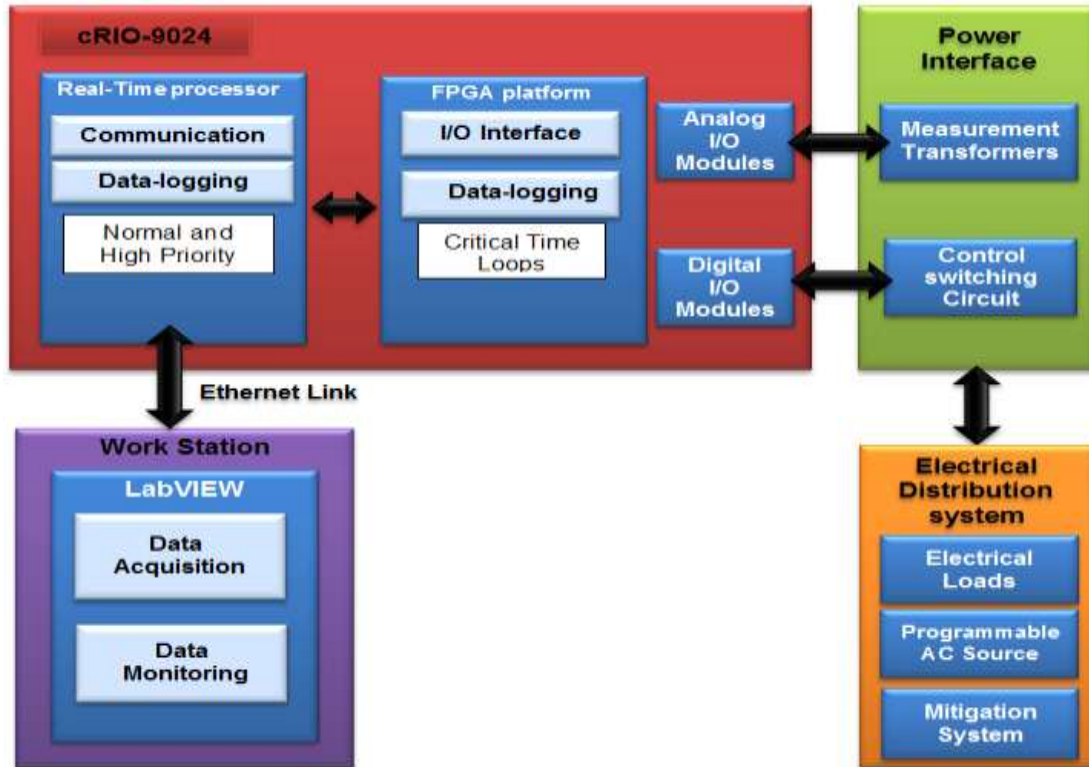 cRIO-9024
Real-Time processor
Communication
Data-logging
Normal and
High Priority
FPGA platform
I/O Interface
Data-logging
Critical Time
Loops
Analog
I/O
Modules
Digital
I/O
Modules
Power
Interface
Measurement
Transformers
Control
switching
Circuit
Ethernet Link
Work Station
LabVIEW
Data
Acquisition
Data
Monitoring
Electrical
Distribution
system
Electrical
Loads
Programmable
AC Source
Mitigation
System